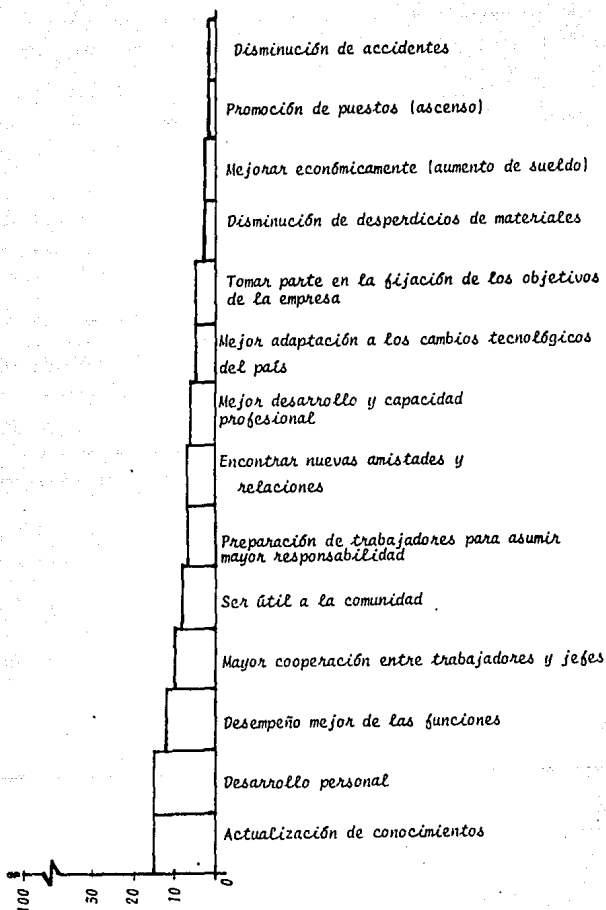 Disminución de accidentes
Promoción de puestos (ascenso)
Mejorar económicamente (aumento de sueldo)
Disminución de desperdicios de materiales
Tomar parte en la fijación de los objetivos
de la empresa
Mejor adaptación a los cambios tecnológicos
del país
Mejor desarrollo y capacidad
profesional
Encontrar nuevas amistades y
relaciones
Preparación de trabajadores para asumir
mayor responsabilidad
Ser útil a la comunidad
Mayor cooperación entre trabajadores y jefes
Desempeño mejor de las funciones
Desarrollo personal
Actualización de conocimientos
%
100 30 20 10 0